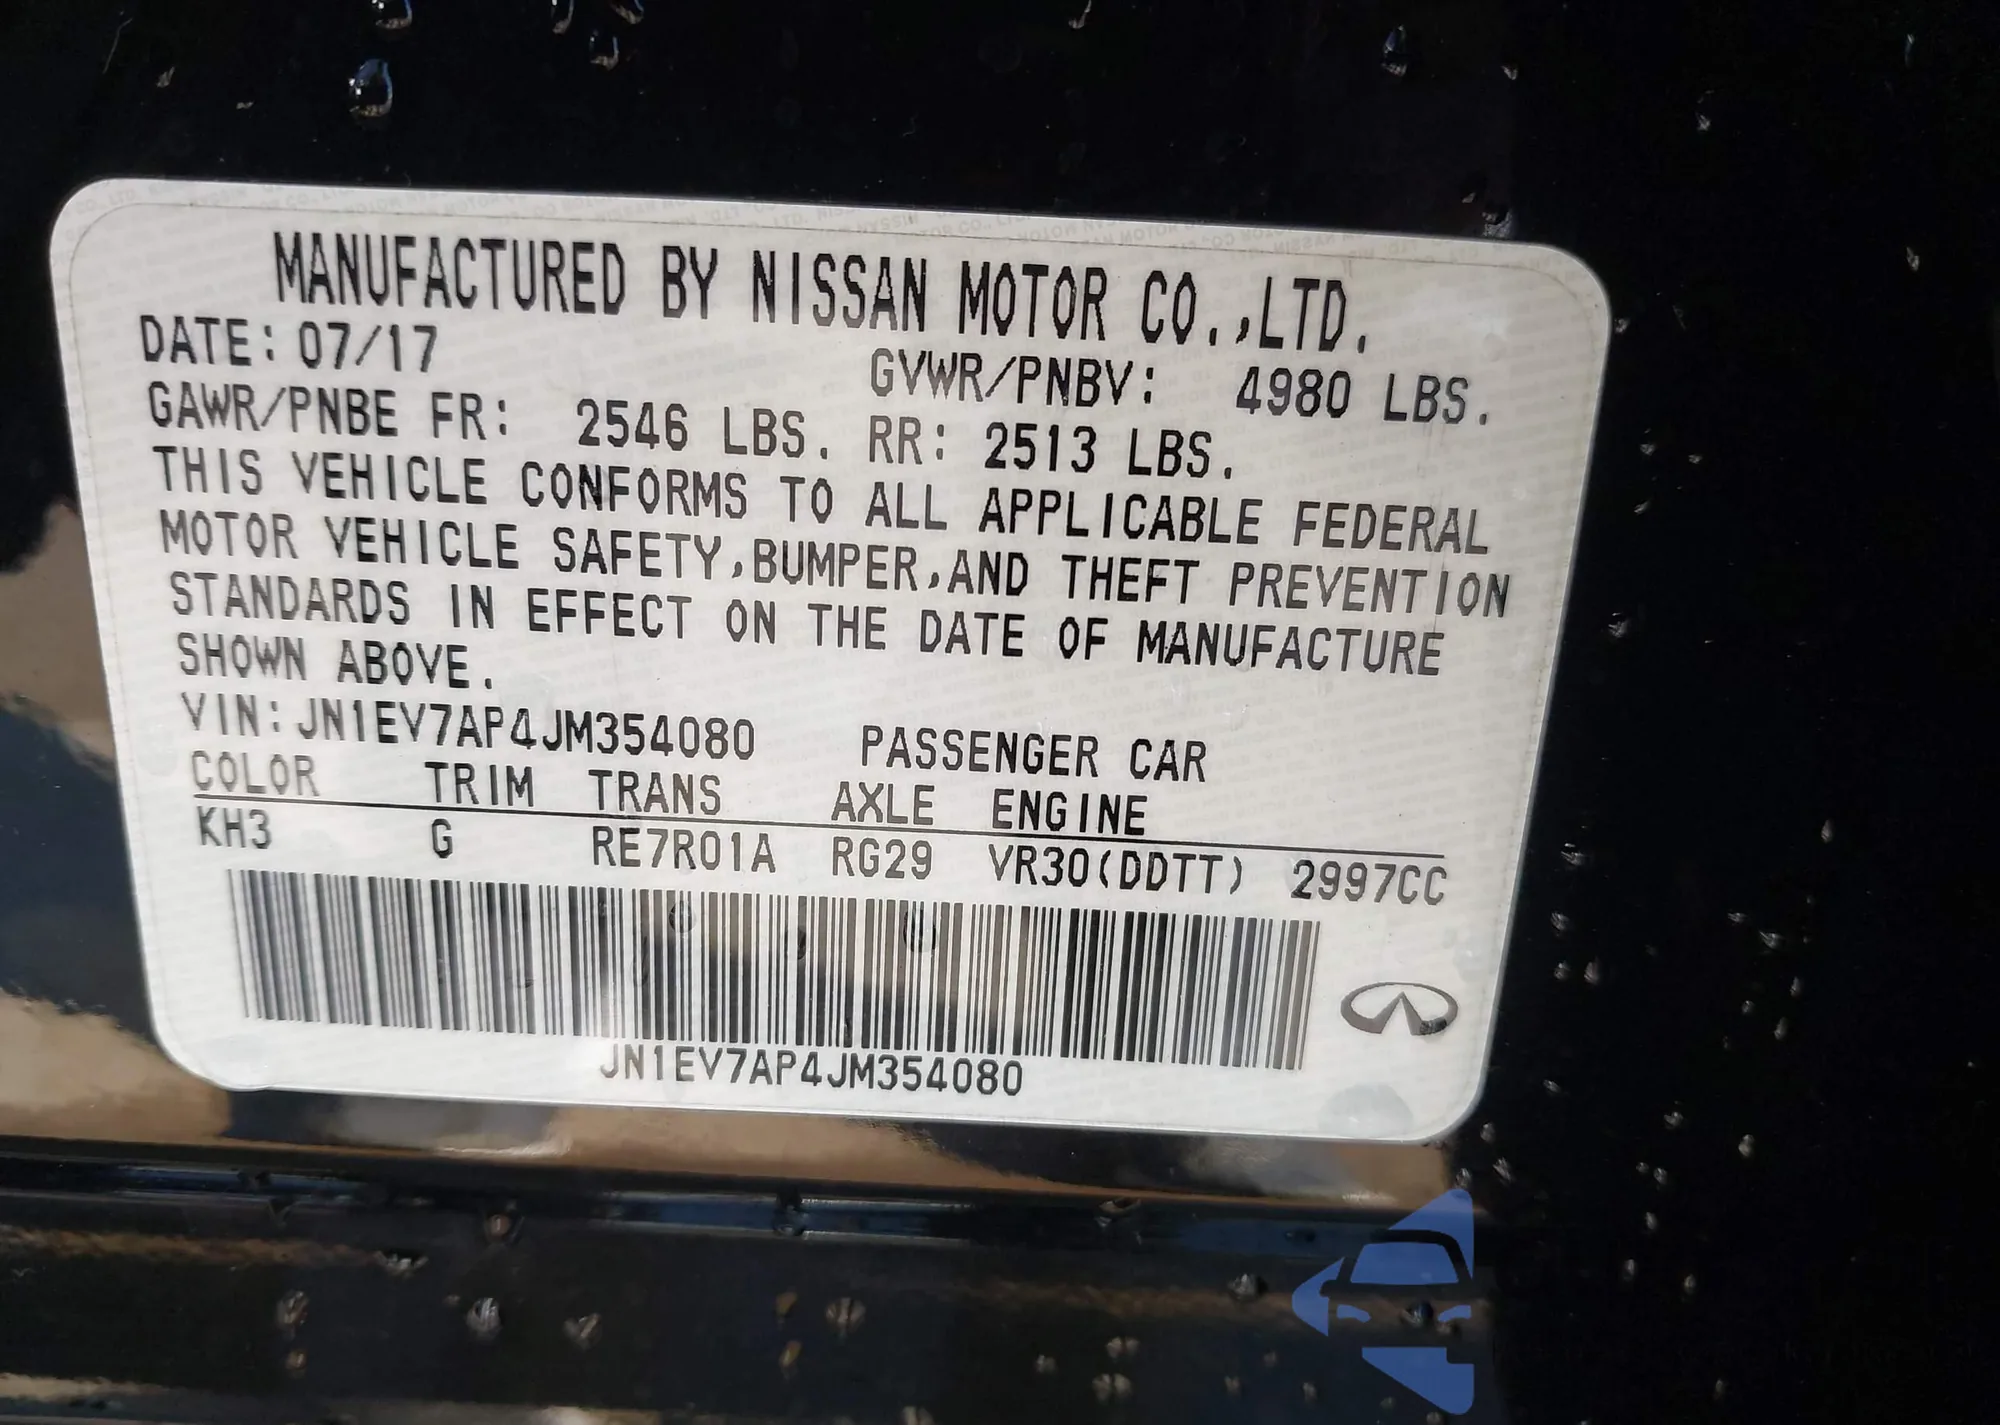 MANUFACTURED BY NISSAN MOTOR CO.,LTD.
DATE: 07/17 GVWR/PNBV: 4980 LBS.
GAWR/PNBE FR: 2546 LBS. RR: 2513 LBS.
THIS VEHICLE CONFORMS TO ALL APPLICABLE FEDERAL
MOTOR VEHICLE SAFETY,BUMPER,AND THEFT PREVENTION
STANDARDS IN EFFECT ON THE DATE OF MANUFACTURE
SHOWN ABOVE.
VIN: JN1EV7AP4JM354080 PASSENGER CAR
COLOR TRIM TRANS AXLE ENGINE
KH3 G RE7R01A RG29 VR30(DDTT) 2997CC
JN1EV7AP4JM354080